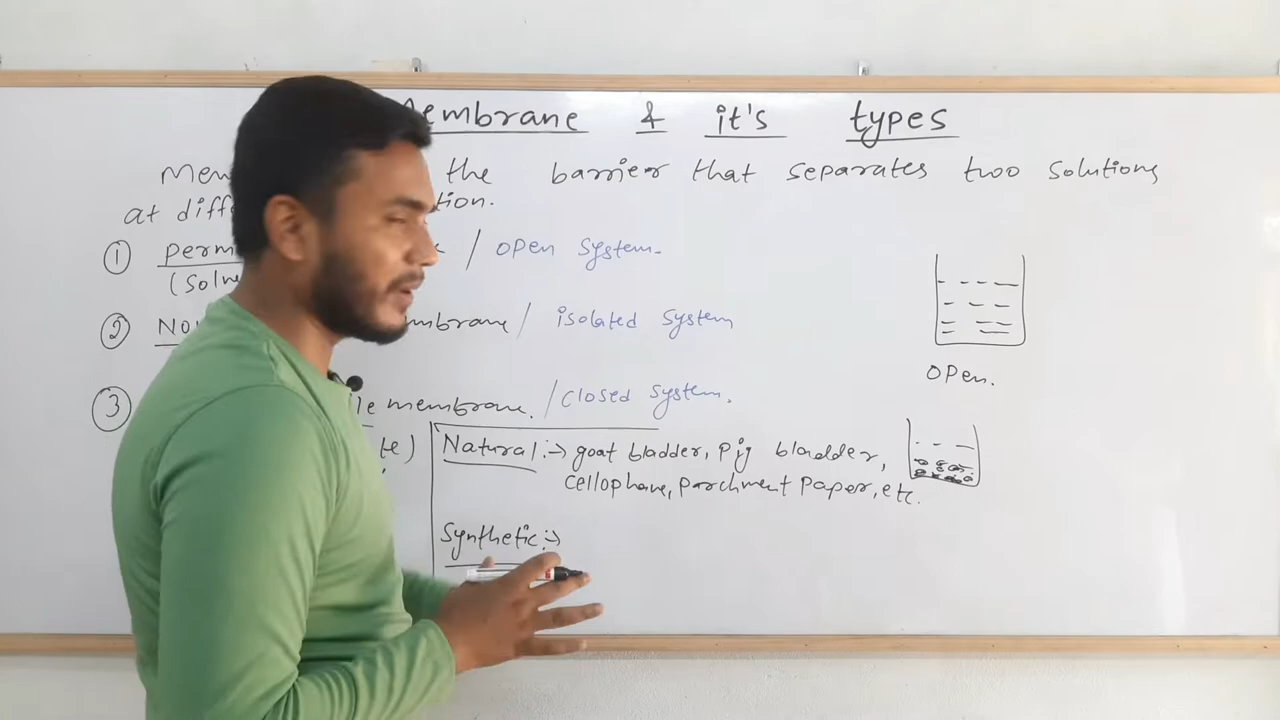 embrane & it's types
Mem the barrier that separates two solutions
at diff tion.
① perm / open system.
(solve
② Non mbrane / isolated system
③ le membrane. / closed system.
te) Natural :→ goat bladder, pig bladder,
cellophane, parchment paper, etc.
Synthetic :→
open.